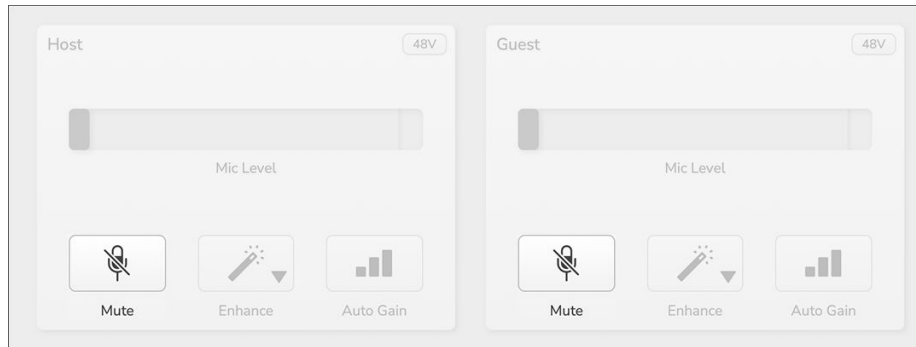 Host 48V
Mic Level
Mute Enhance Auto Gain
Guest 48V
Mic Level
Mute Enhance Auto Gain